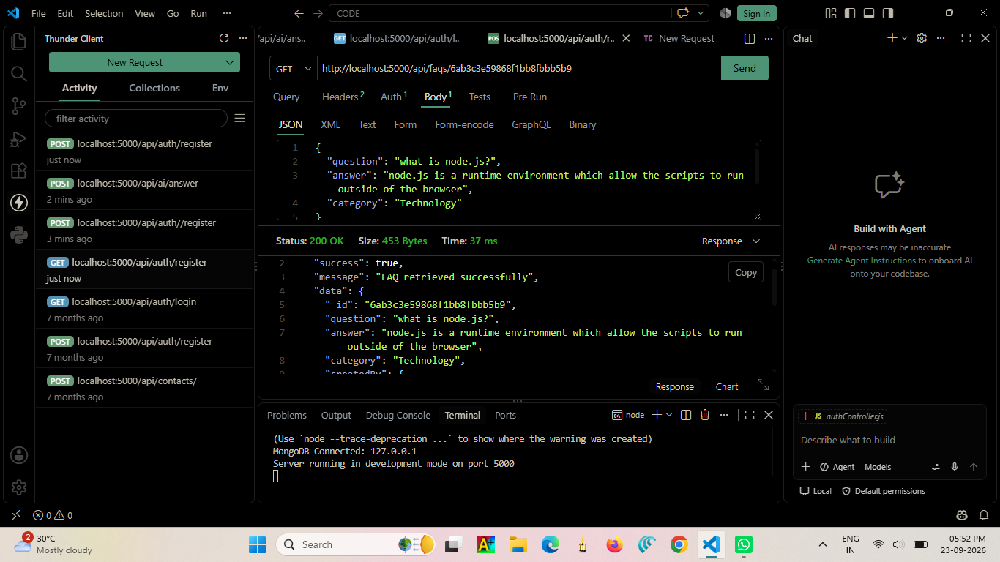 File Edit Selection View Go Run ···
CODE
Sign In
Thunder Client
New Request
Activity Collections Env
filter activity
POST localhost:5000/api/auth/register
just now
POST localhost:5000/api/ai/answer
2 mins ago
POST localhost:5000/api/auth//register
3 mins ago
GET localhost:5000/api/auth/register
just now
GET localhost:5000/api/auth/login
7 months ago
POST localhost:5000/api/auth/register
7 months ago
POST localhost:5000/api/contacts/
7 months ago
/api/ai/ans.. GET localhost:5000/api/auth/l.. POS localhost:5000/api/auth/r.. TC New Request
GET http://localhost:5000/api/faqs/6ab3c3e59868f1bb8fbbb5b9 Send
Query Headers 2 Auth 1 Body 1 Tests Pre Run
JSON XML Text Form Form-encode GraphQL Binary
1 {
2 "question": "what is node.js?",
3 "answer": "node.js is a runtime environment which allow the scripts to run
outside of the browser",
4 "category": "Technology"
5 }
Status: 200 OK Size: 453 Bytes Time: 37 ms Response
2 "success": true,
3 "message": "FAQ retrieved successfully",
4 "data": {
5 "_id": "6ab3c3e59868f1bb8fbbb5b9",
6 "question": "what is node.js?",
7 "answer": "node.js is a runtime environment which allow the scripts to run
outside of the browser",
8 "category": "Technology",
9 "createdBy": {
Copy
Response Chart
Problems Output Debug Console Terminal Ports node
(Use `node --trace-deprecation ...` to show where the warning was created)
MongoDB Connected: 127.0.0.1
Server running in development mode on port 5000
Chat
Build with Agent
AI responses may be inaccurate
Generate Agent Instructions to onboard AI
onto your codebase.
JS authController.js
Describe what to build
Agent Models
Local Default permissions
0 0
2
30°C
Mostly cloudy
Search
ENG
IN
05:52 PM
23-09-2026